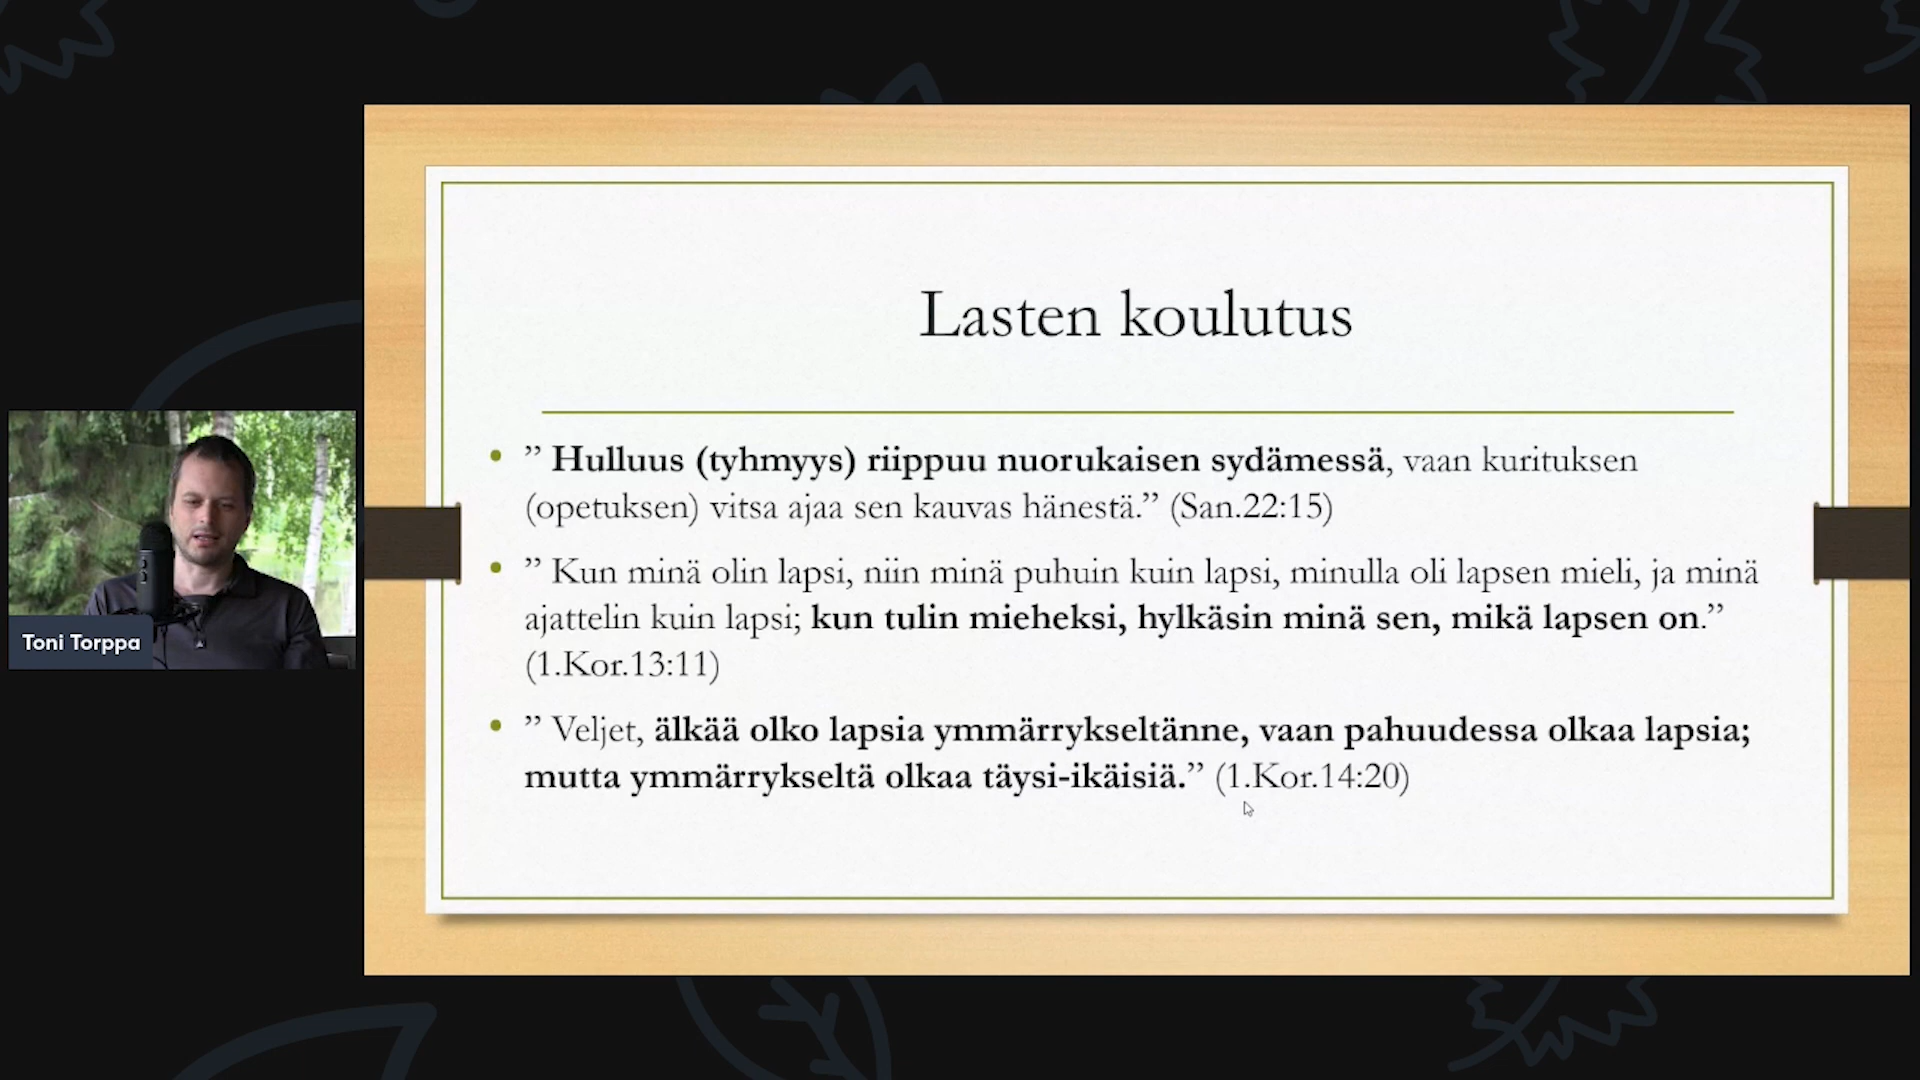 Lasten koulutus
” Hulluus (tyhmyys) riippuu nuorukaisen sydämessä, vaan kurituksen
(opetuksen) vitsa ajaa sen kauvas hänestä.” (San.22:15)
” Kun minä olin lapsi, niin minä puhuin kuin lapsi, minulla oli lapsen mieli, ja minä
ajattelin kuin lapsi; kun tulin mieheksi, hylkäsin minä sen, mikä lapsen on.”
(1.Kor.13:11)
” Veljet, älkää olko lapsia ymmärrykseltänne, vaan pahuudessa olkaa lapsia;
mutta ymmärrykseltä olkaa täysi-ikäisiä.” (1.Kor.14:20)
Toni Torppa